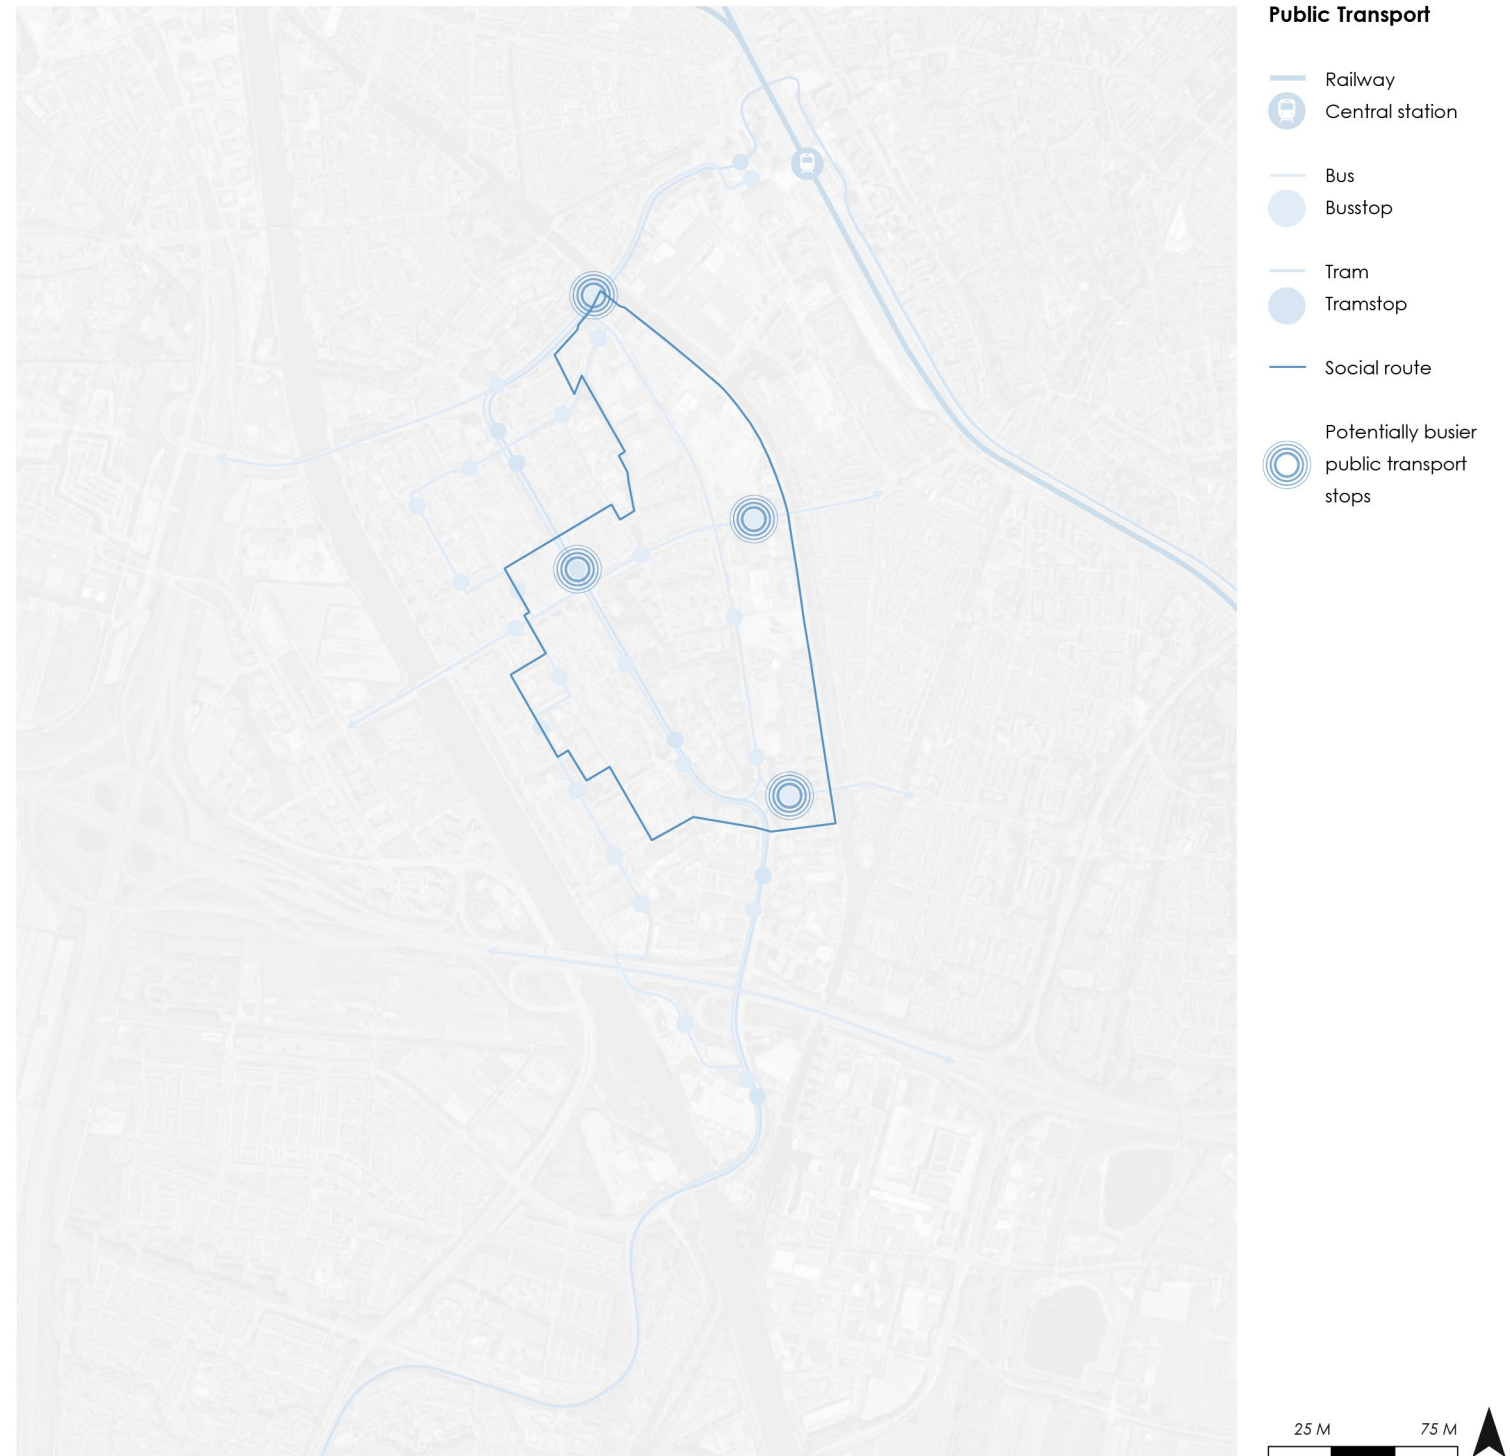 Public Transport
Railway
Central station
Bus
Busstop
Tram
Tramstop
Social route
Potentially busier
public transport
stops
25 M 75 M